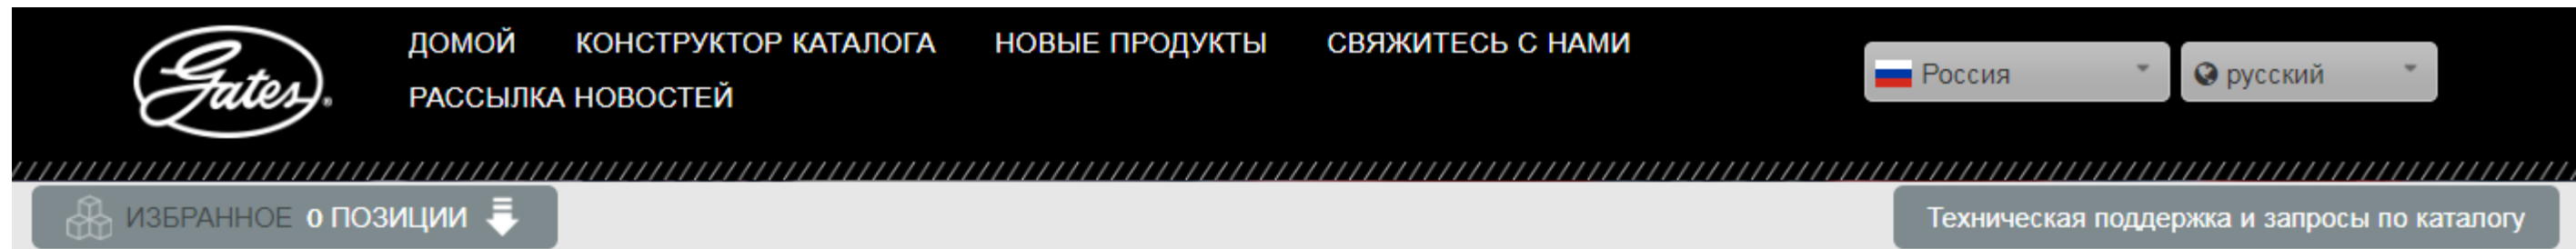 Gates®
ДОМОЙ КОНСТРУКТОР КАТАЛОГА НОВЫЕ ПРОДУКТЫ СВЯЖИТЕСЬ С НАМИ
РАССЫЛКА НОВОСТЕЙ
Россия русский
ИЗБРАННОЕ 0 ПОЗИЦИИ
Техническая поддержка и запросы по каталогу